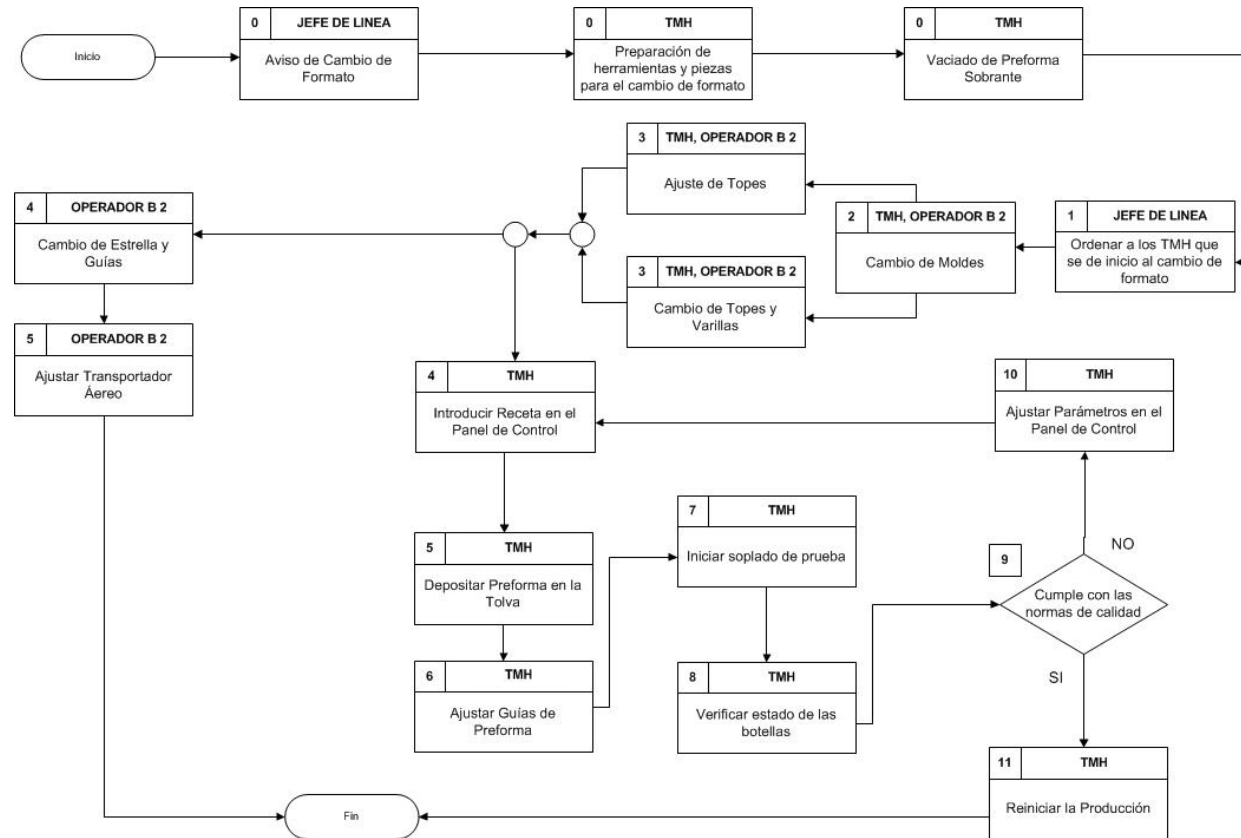 Inicio
0 JEFE DE LINEA
Aviso de Cambio de
Formato
0 TMH
Preparación de
herramientas y piezas
para el cambio de formato
0 TMH
Vaciado de Preforma
Sobrante
1 JEFE DE LINEA
Ordenar a los TMH que
se de inicio al cambio de
formato
2 TMH, OPERADOR B 2
Cambio de Moldes
3 TMH, OPERADOR B 2
Ajuste de Topes
3 TMH, OPERADOR B 2
Cambio de Topes y
Varillas
4 OPERADOR B 2
Cambio de Estrella y
Guías
5 OPERADOR B 2
Ajustar Transportador
Áereo
4 TMH
Introducir Receta en el
Panel de Control
5 TMH
Depositar Preforma en la
Tolva
6 TMH
Ajustar Guías de
Preforma
7 TMH
Iniciar soplado de prueba
8 TMH
Verificar estado de las
botellas
9
Cumple con las
normas de calidad
NO
10 TMH
Ajustar Parámetros en el
Panel de Control
SI
11 TMH
Reiniciar la Producción
Fin